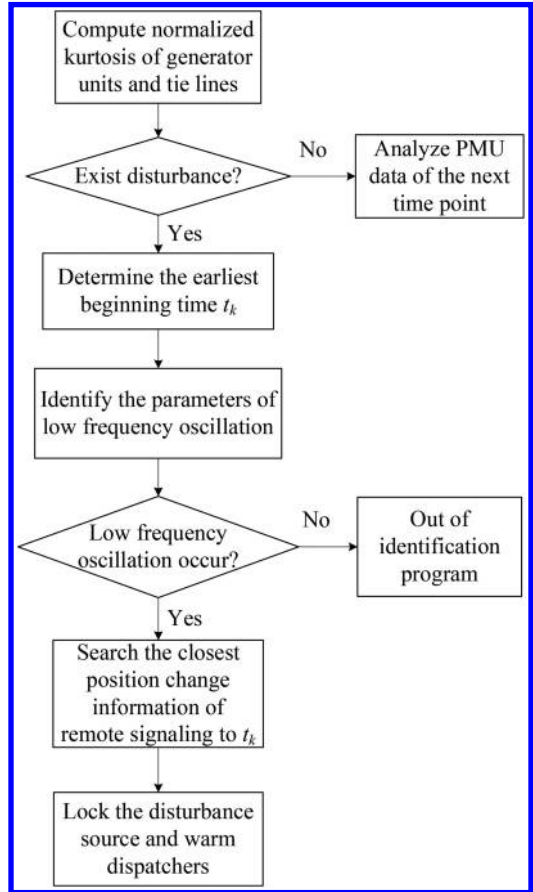 Compute normalized
kurtosis of generator
units and tie lines
Exist disturbance?
No
Analyze PMU
data of the next
time point
Yes
Determine the earliest
beginning time t_k
Identify the parameters of
low frequency oscillation
Low frequency
oscillation occur?
No
Out of
identification
program
Yes
Search the closest
position change
information of
remote signaling to t_k
Lock the disturbance
source and warm
dispatchers